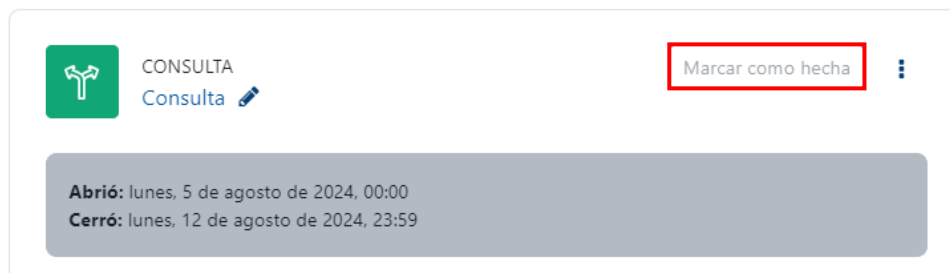 CONSULTA
Marcar como hecha
Consulta
Abrió: lunes, 5 de agosto de 2024, 00:00
Cerró: lunes, 12 de agosto de 2024, 23:59